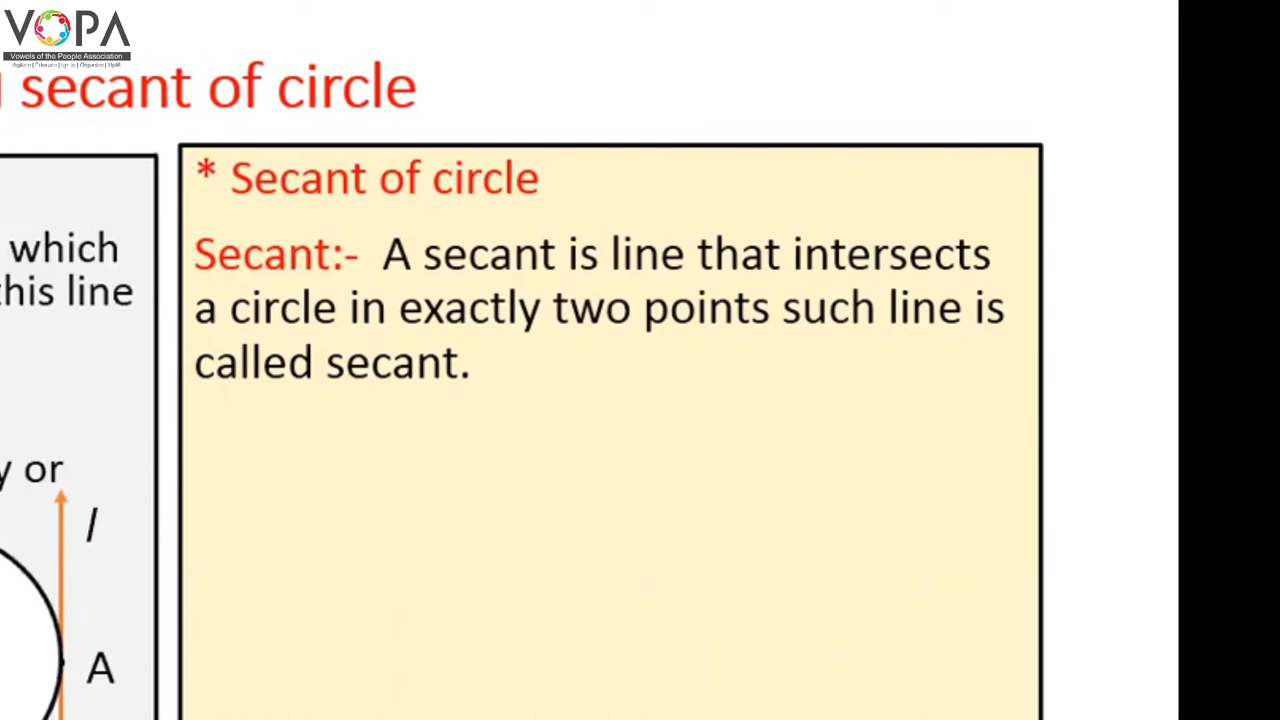 VOPA
Vowels of the People Association
secant of circle
which
this line
y or
l
A
* Secant of circle
Secant:- A secant is line that intersects
a circle in exactly two points such line is
called secant.